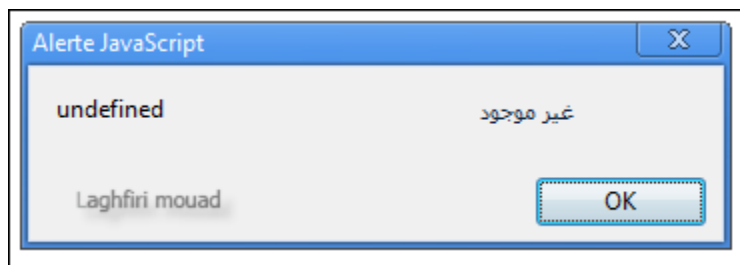 Alerte JavaScript
undefined غير موجود
Laghfiri mouad OK